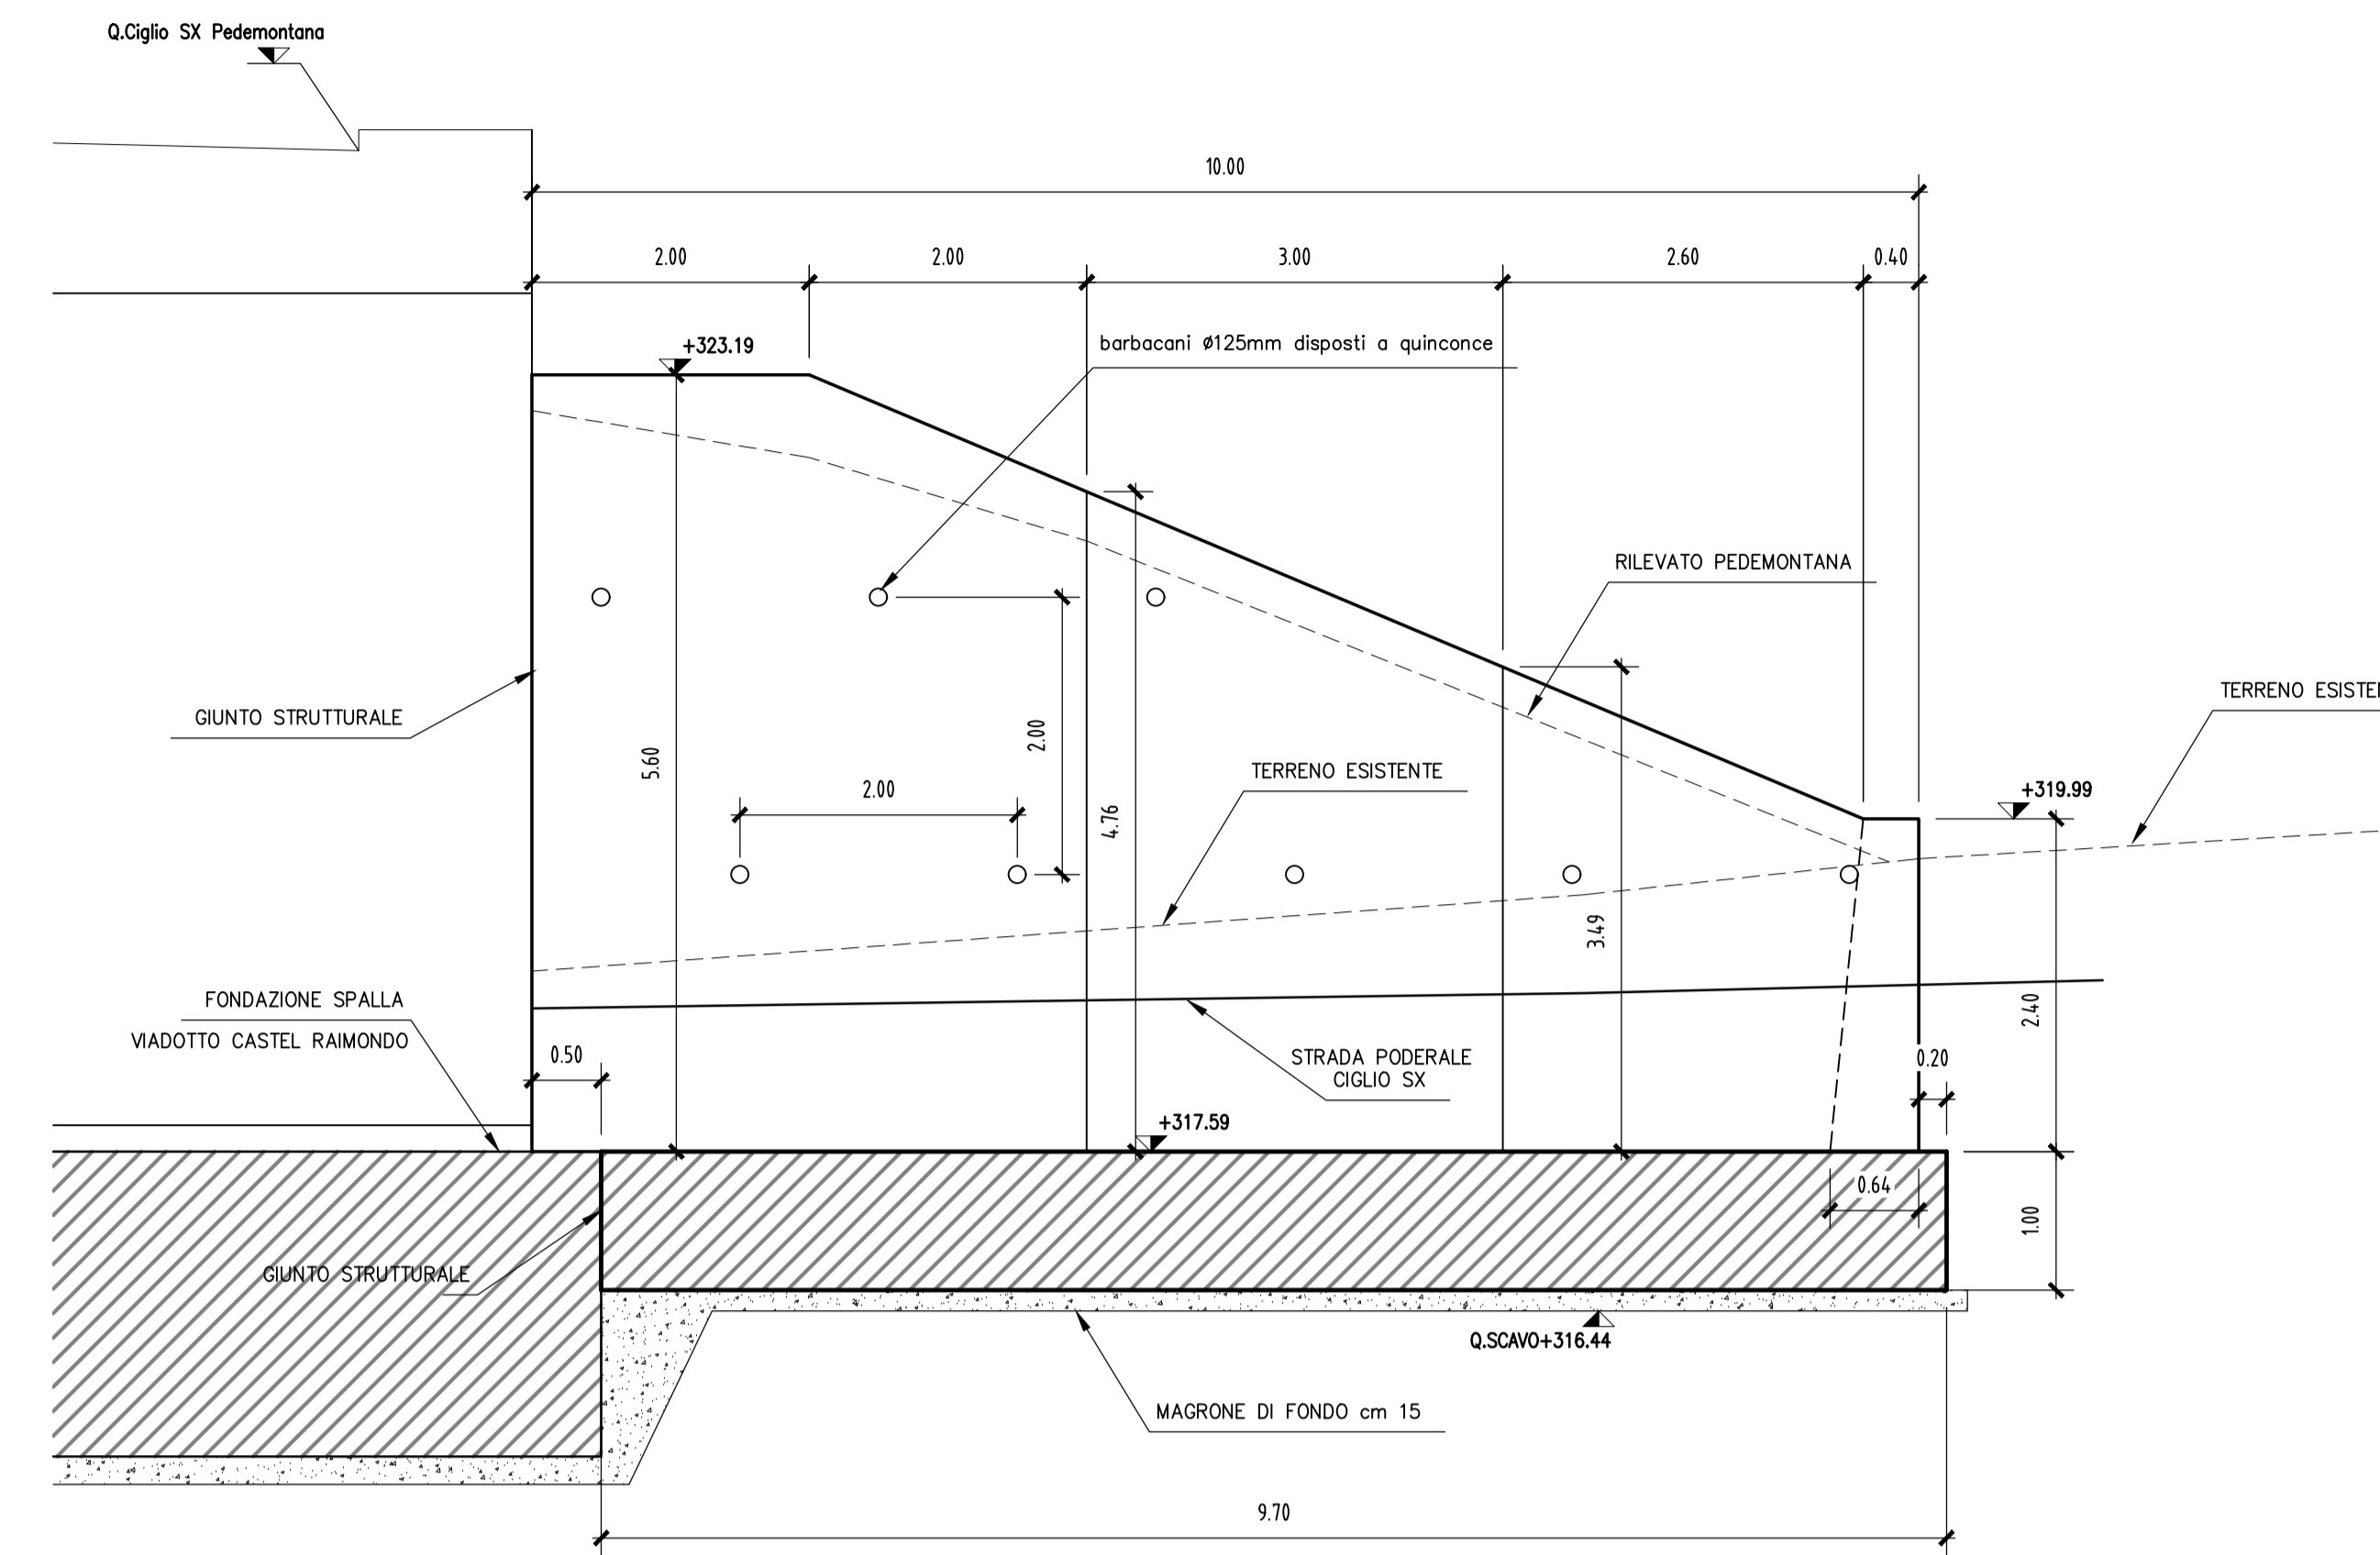 Q.Ciglio SX Pedemontana
10.00
2.00
2.00
3.00
2.60
0.40
+323.19
barbacani Ø125mm disposti a quinconce
RILEVATO PEDEMONTANA
GIUNTO STRUTTURALE
5.60
2.00
2.00
4.76
TERRENO ESISTENTE
3.49
+319.99
TERRENO ESISTE
FONDAZIONE SPALLA
VIADOTTO CASTEL RAIMONDO
0.50
STRADA PODERALE
CIGLIO SX
2.40
0.20
+317.59
0.64
1.00
GIUNTO STRUTTURALE
Q.SCAVO+316.44
MAGRONE DI FONDO cm 15
9.70